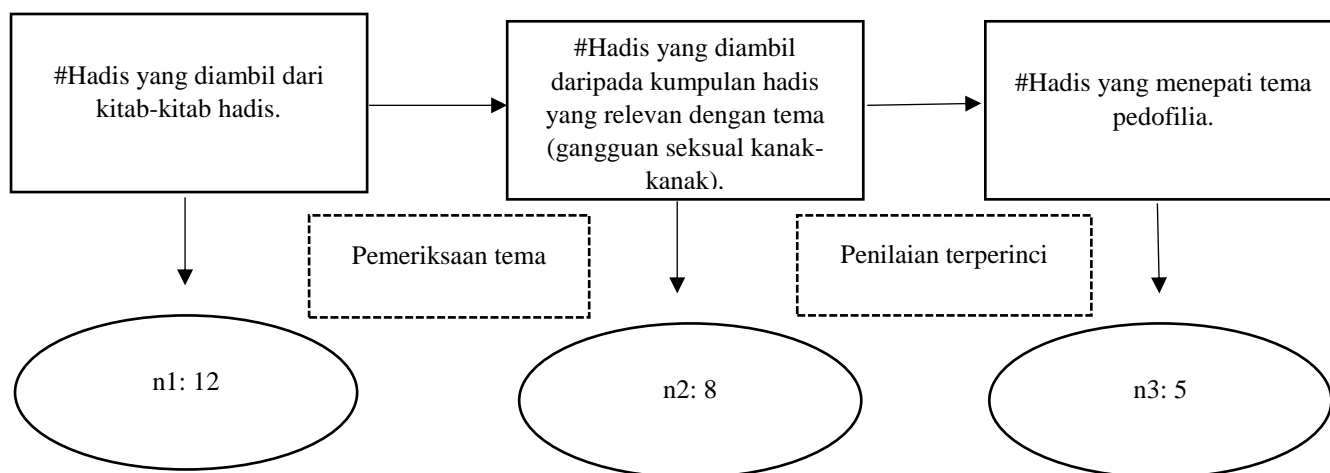 #Hadis yang diambil dari
kitab-kitab hadis.
#Hadis yang diambil
daripada kumpulan hadis
yang relevan dengan tema
(gangguan seksual kanak-
kanak).
#Hadis yang menepati tema
pedofilia.
Pemeriksaan tema
Penilaian terperinci
n1: 12
n2: 8
n3: 5